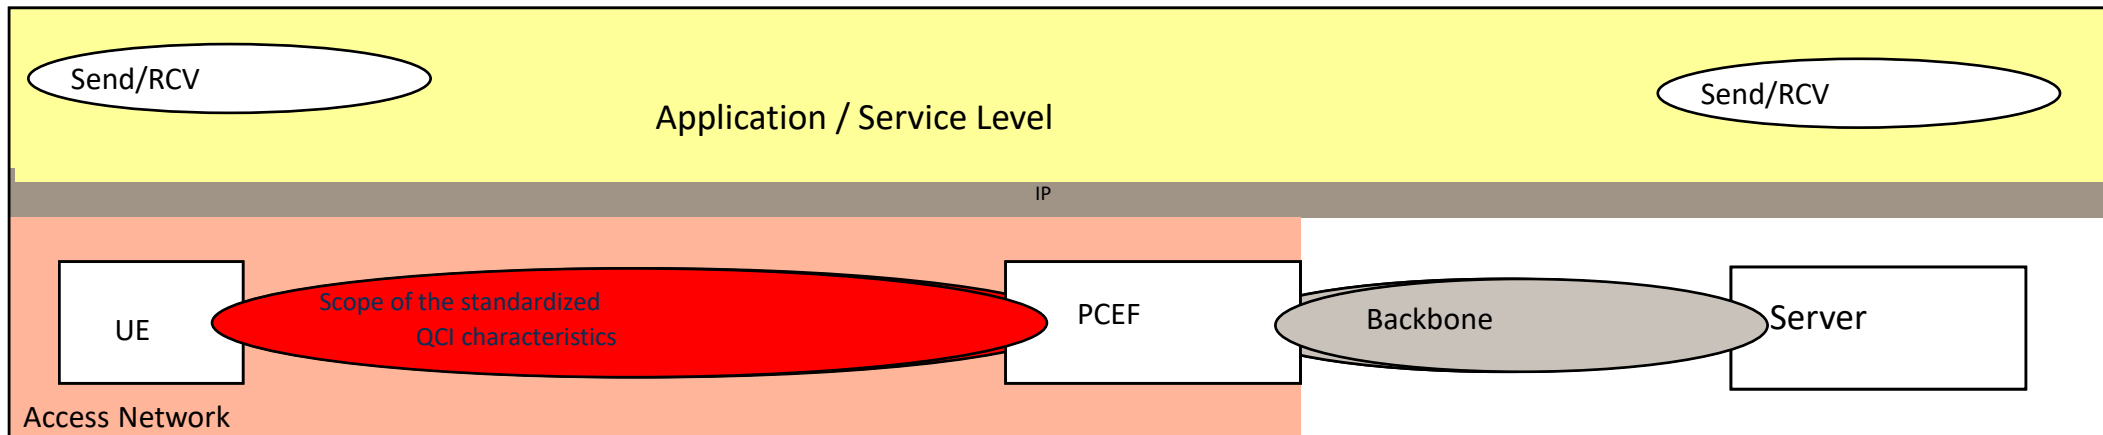 Send/RCV
Send/RCV
Application / Service Level
IP
Scope of the standardized
QCI characteristics
UE
PCEF
Backbone
Server
Access Network